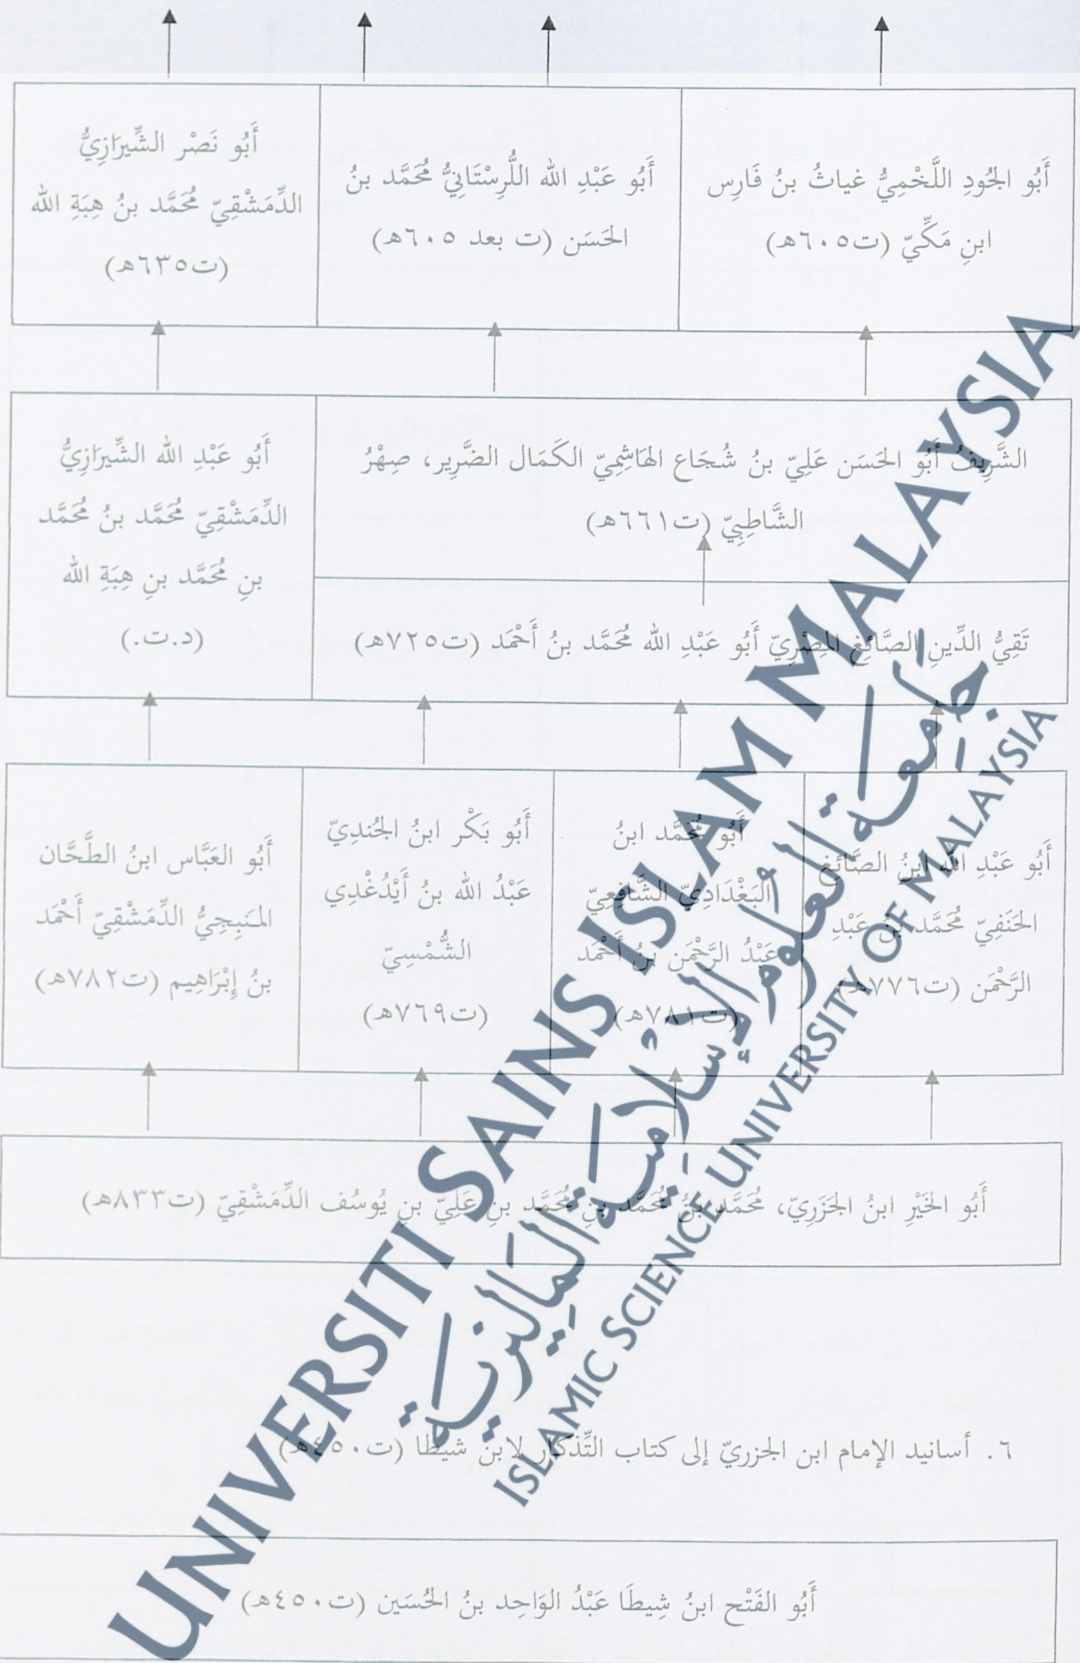 أَبُو الجُودِ اللَّخْمِيُّ غياثُ بنُ فَارِس
ابنِ مَكِّيّ (ت٦٠٥هـ)
أَبُو عَبْدِ الله اللُّرِسْتَانِيُّ مُحَمَّد بنُ
الحَسَن (ت بعد ٦٠٥هـ)
أَبُو نَصْر الشِّيرَازِيُّ
الدِّمَشْقِيّ مُحَمَّد بنُ هِبَةِ الله
(ت٦٣٥هـ)
الشَّرِيفُ أَبُو الحَسَن عَلِيّ بنُ شُجَاع الهَاشِمِيّ الكَمَال الضَّرِير، صِهْرُ
الشَّاطِبِيّ (ت٦٦١هـ)
تَقِيُّ الدِّينِ الصَّائِغ المِصْرِيّ أَبُو عَبْدِ الله مُحَمَّد بنُ أَحْمَد (ت٧٢٥هـ)
أَبُو عَبْدِ الله الشِّيرَازِيُّ
الدِّمَشْقِيّ مُحَمَّد بنُ مُحَمَّد
بنِ مُحَمَّد بنِ هِبَةِ الله
(د.ت.)
أَبُو عَبْدِ الله ابنُ الصَّائِغ
الحَنَفِيّ مُحَمَّد بنُ عَبْدِ
الرَّحْمَن (ت٧٧٦هـ)
أَبُو مُحَمَّد ابنُ
البَغْدَادِيّ الشَّافِعِيّ
عَبْدُ الرَّحْمَن بنُ أَحْمَد
(ت٧٨١هـ)
أَبُو بَكْر ابنُ الجُندِيّ
عَبْدُ الله بنُ أَيْدُغْدِي
الشَّمْسِيّ
(ت٧٦٩هـ)
أَبُو العَبَّاس ابنُ الطَّحَّان
المَنبِجِيُّ الدِّمَشْقِيّ أَحْمَد
بنُ إِبْرَاهِيم (ت٧٨٢هـ)
أَبُو الخَيْرِ ابنُ الجَزَرِيّ، مُحَمَّد بنُ مُحَمَّد بنِ مُحَمَّد بنِ عَلِيّ بنِ يُوسُف الدِّمَشْقِيّ (ت٨٣٣هـ)
٦. أسانيد الإمام ابن الجزريّ إلى كتاب التِّذكار لابن شيطا (ت٤٥٠هـ)
أَبُو الفَتْح ابنُ شِيطَا عَبْدُ الوَاحِد بنُ الحُسَين (ت٤٥٠هـ)
UNIVERSITI SAINS ISLAM MALAYSIA
جامعة العلوم الإسلامية الماليزية
ISLAMIC SCIENCE UNIVERSITY OF MALAYSIA